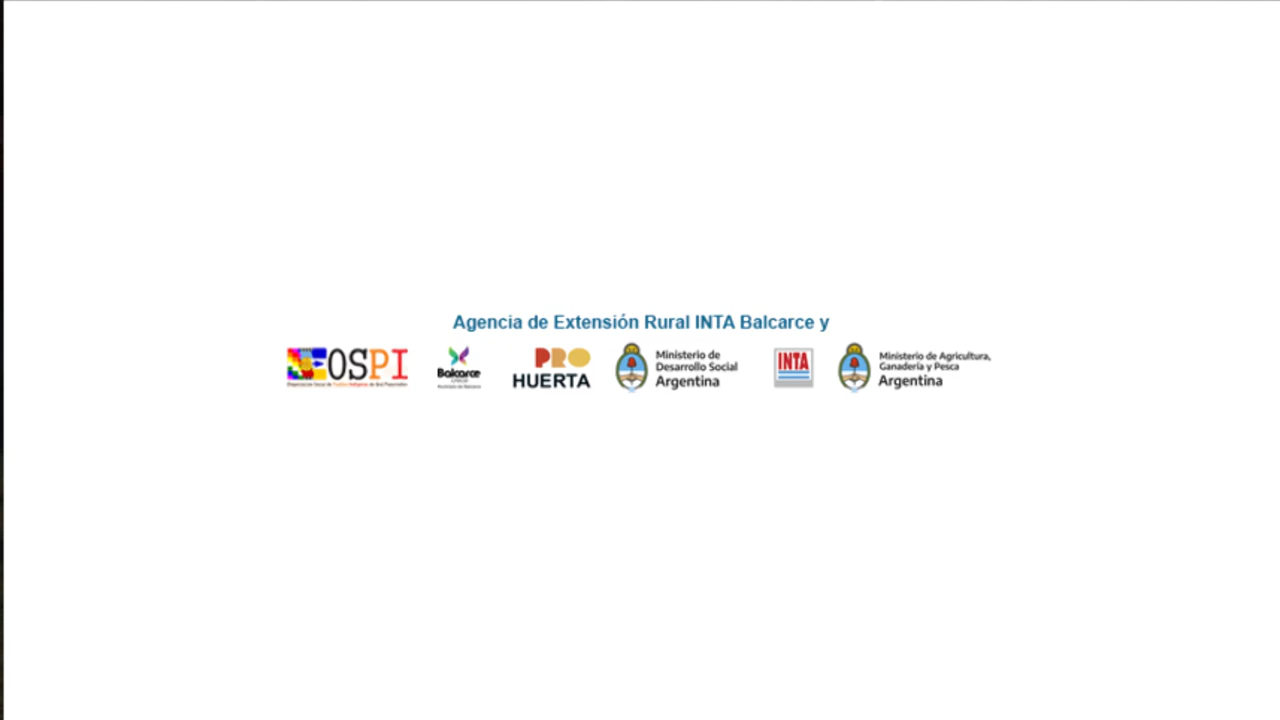 Agencia de Extensión Rural INTA Balcarce y
OSPI
Balcarce
PRO
HUERTA
Ministerio de
Desarrollo Social
Argentina
INTA
Ministerio de Agricultura,
Ganadería y Pesca
Argentina